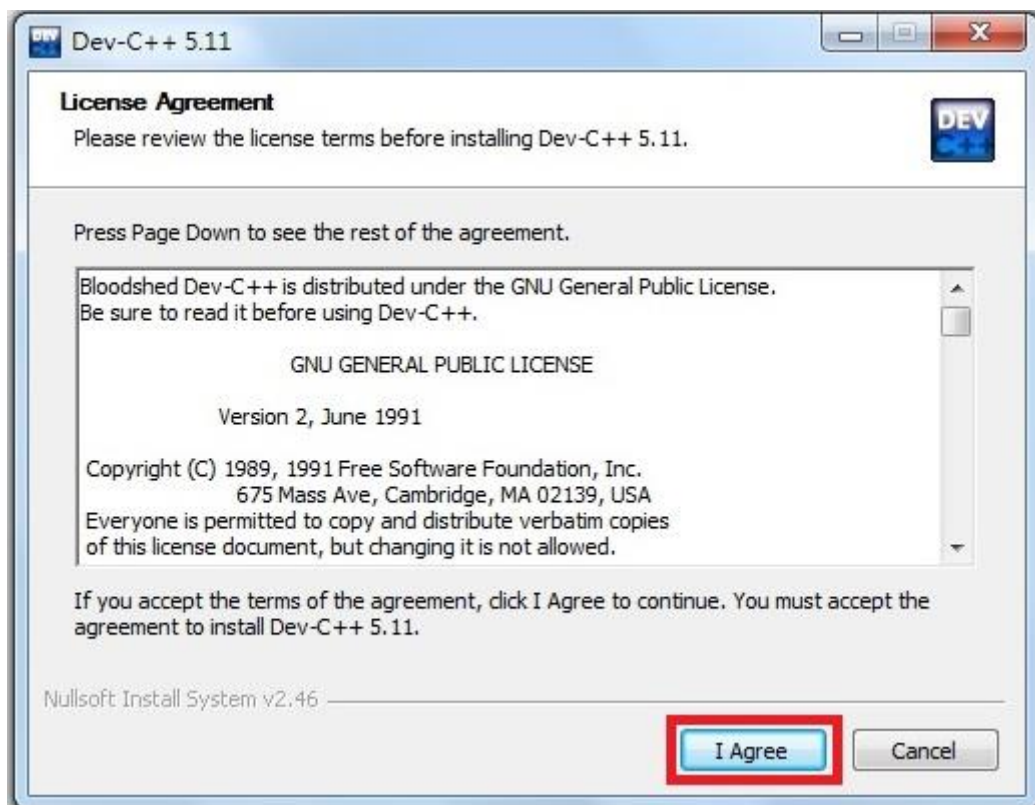 Dev-C++ 5.11
License Agreement
Please review the license terms before installing Dev-C++ 5.11.
DEV
C++
Press Page Down to see the rest of the agreement.
Bloodshed Dev-C++ is distributed under the GNU General Public License.
Be sure to read it before using Dev-C++.
GNU GENERAL PUBLIC LICENSE
Version 2, June 1991
Copyright (C) 1989, 1991 Free Software Foundation, Inc.
675 Mass Ave, Cambridge, MA 02139, USA
Everyone is permitted to copy and distribute verbatim copies
of this license document, but changing it is not allowed.
If you accept the terms of the agreement, click I Agree to continue. You must accept the
agreement to install Dev-C++ 5.11.
Nullsoft Install System v2.46
I Agree
Cancel